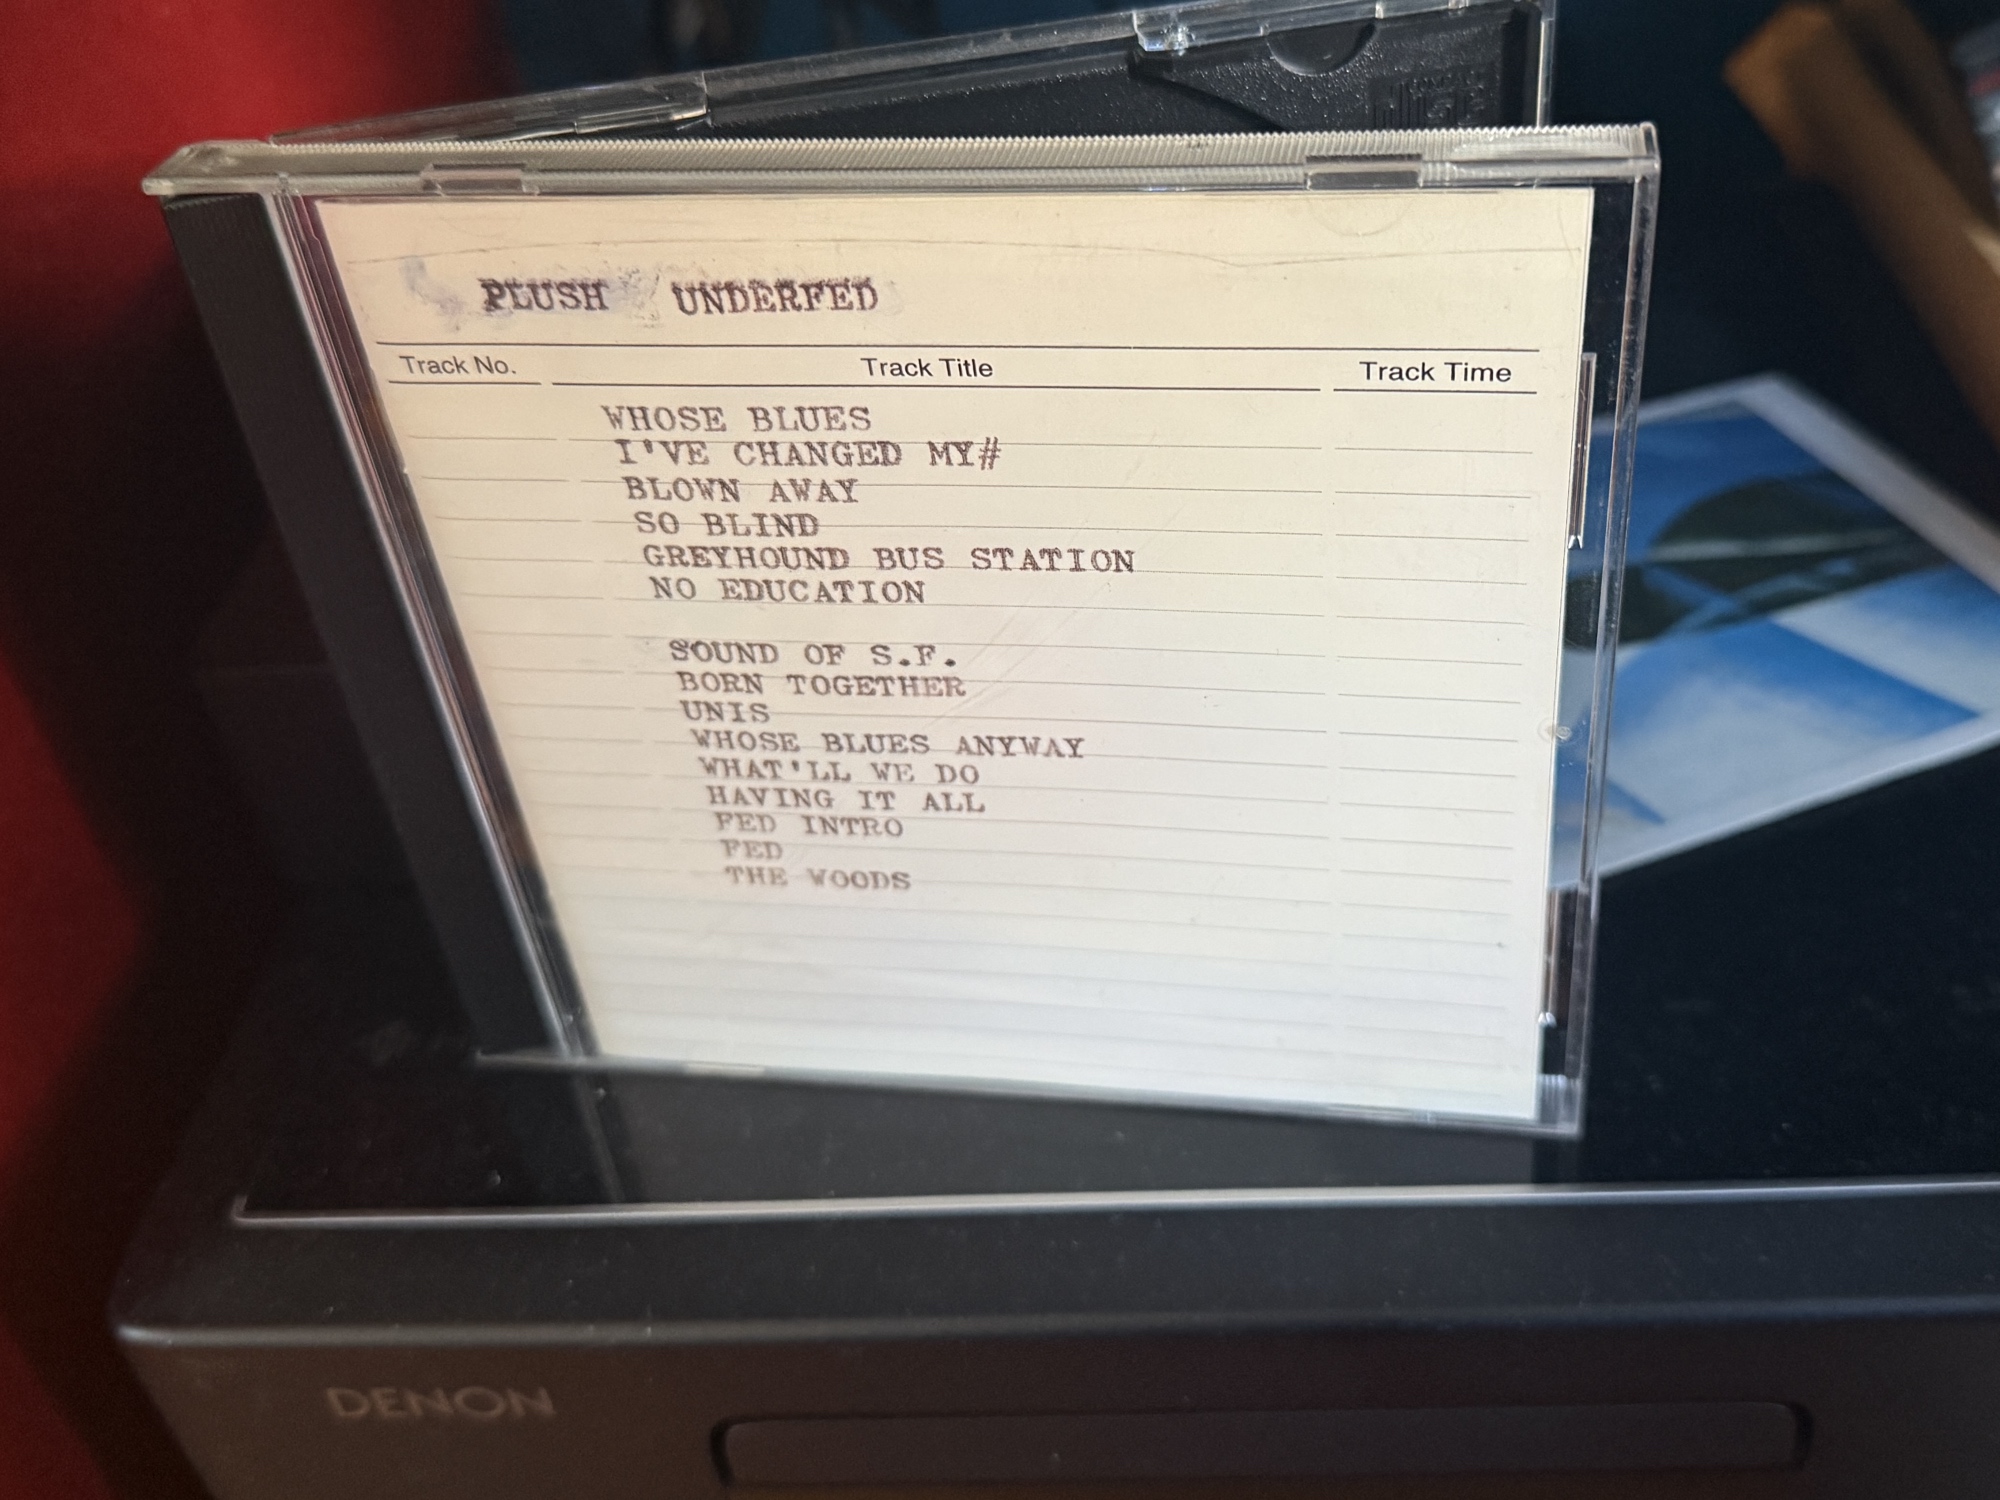 PLUSH UNDERFED
Track No. Track Title Track Time
WHOSE BLUES
I'VE CHANGED MY#
BLOWN AWAY
SO BLIND
GREYHOUND BUS STATION
NO EDUCATION
SOUND OF S.F.
BORN TOGETHER
UNIS
WHOSE BLUES ANYWAY
WHAT'LL WE DO
HAVING IT ALL
FED INTRO
FED
THE WOODS
DENON